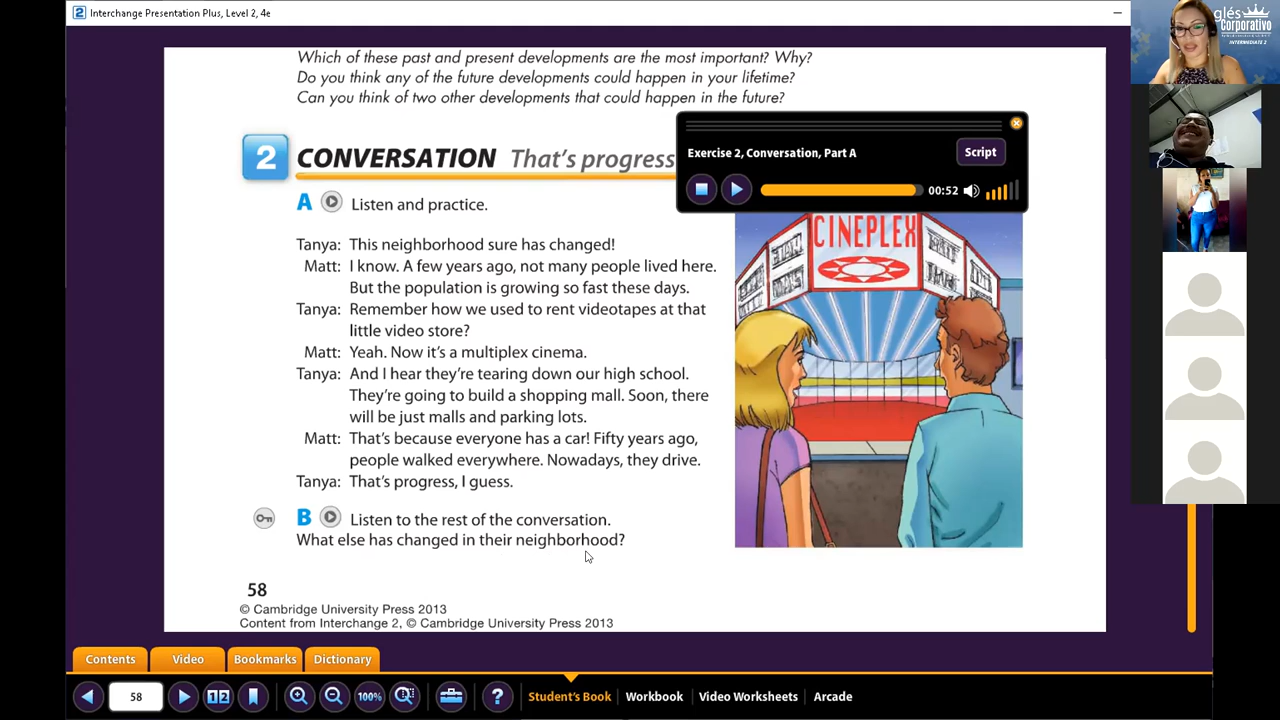 Interchange Presentation Plus, Level 2, 4e
glés
Corporativo
INTERMEDIATE 2
Which of these past and present developments are the most important? Why?
Do you think any of the future developments could happen in your lifetime?
Can you think of two other developments that could happen in the future?
2 CONVERSATION That's progress
Exercise 2, Conversation, Part A
Script
00:52
A Listen and practice.
Tanya: This neighborhood sure has changed!
Matt: I know. A few years ago, not many people lived here.
But the population is growing so fast these days.
Tanya: Remember how we used to rent videotapes at that
little video store?
Matt: Yeah. Now it's a multiplex cinema.
Tanya: And I hear they're tearing down our high school.
They're going to build a shopping mall. Soon, there
will be just malls and parking lots.
Matt: That's because everyone has a car! Fifty years ago,
people walked everywhere. Nowadays, they drive.
Tanya: That's progress, I guess.
CINEPLEX
B Listen to the rest of the conversation.
What else has changed in their neighborhood?
58
© Cambridge University Press 2013
Content from Interchange 2, © Cambridge University Press 2013
Contents Video Bookmarks Dictionary
58 12 100% ? Student's Book Workbook Video Worksheets Arcade